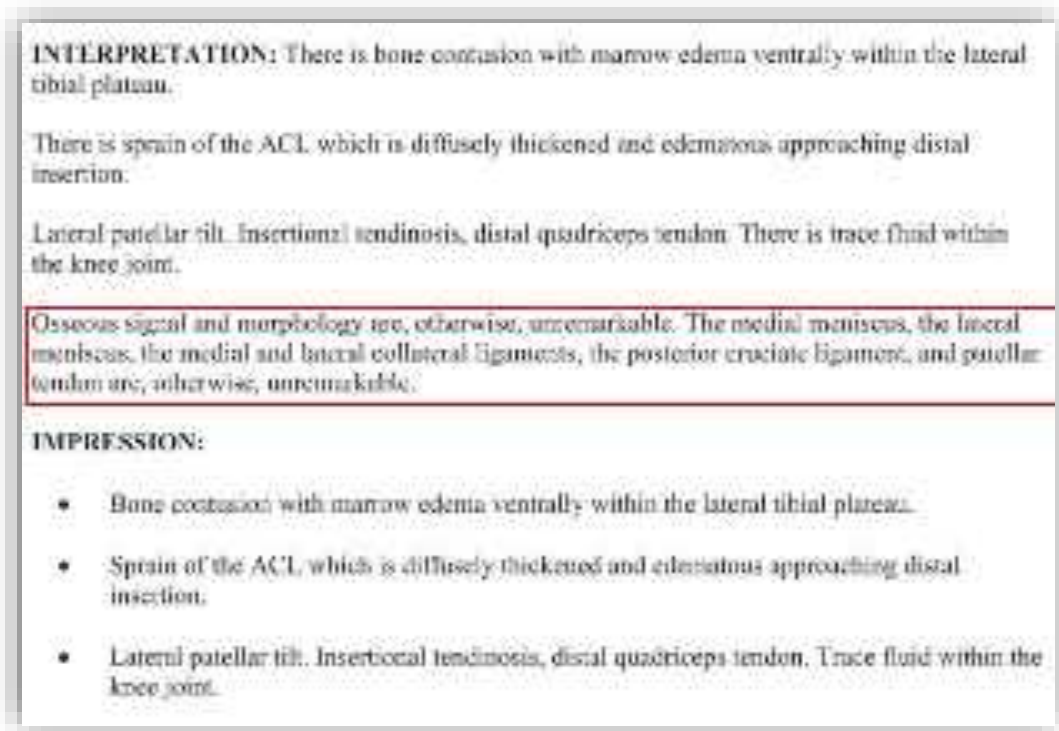 INTERPRETATION: There is bone contusion with marrow edema ventrally within the lateral
tibial plateau.
There is sprain of the ACL which is diffusely thickened and edematous approaching distal
insertion.
Lateral patellar tilt. Insertional tendinosis, distal quadriceps tendon. There is trace fluid within
the knee joint.
Osseous signal and morphology are, otherwise, unremarkable. The medial meniscus, the lateral
meniscus, the medial and lateral collateral ligaments, the posterior cruciate ligament, and patellar
tendon are, otherwise, unremarkable.
IMPRESSION:
• Bone contusion with marrow edema ventrally within the lateral tibial plateau.
• Sprain of the ACL which is diffusely thickened and edematous approaching distal
insertion.
• Lateral patellar tilt. Insertional tendinosis, distal quadriceps tendon. Trace fluid within the
knee joint.